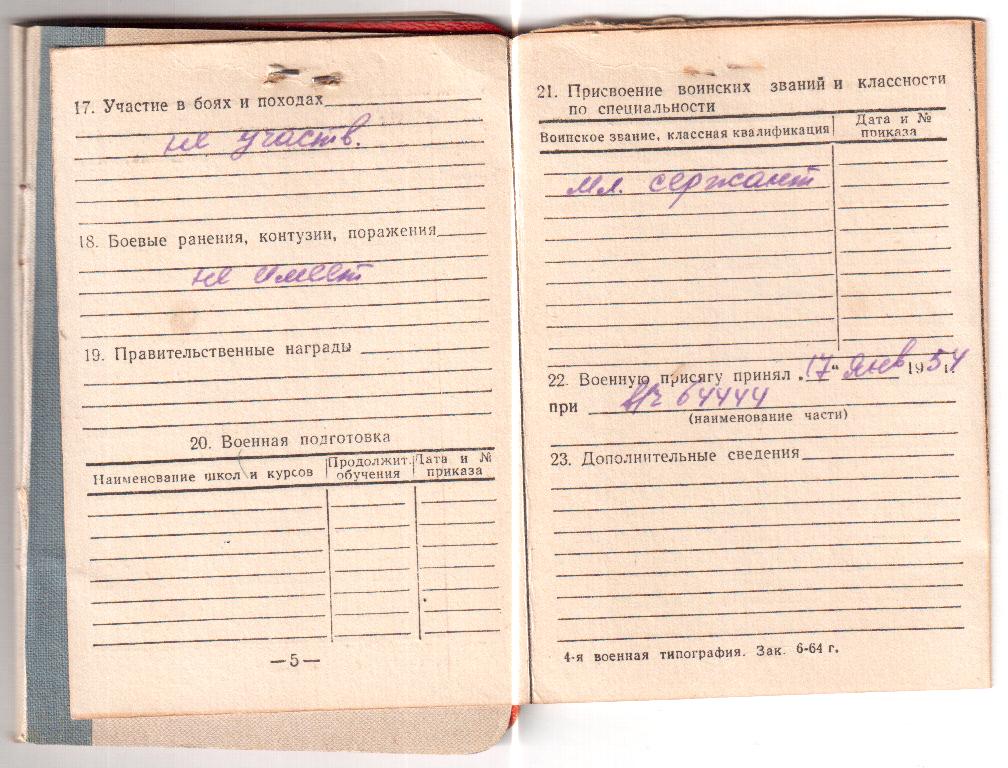 17. Участие в боях и походах
не участв.
18. Боевые ранения, контузии, поражения
не имеет
19. Правительственные награды
20. Военная подготовка
Наименование школ и курсов
Продолжит. обучения
Дата и № приказа
—5—
21. Присвоение воинских званий и классности
по специальности
Воинское звание, классная квалификация
Дата и № приказа
мл. сержант
22. Военную присягу принял „17" янв 1954 г.
при в/ч 64444
(наименование части)
23. Дополнительные сведения
4-я военная типография. Зак. 6-64 г.